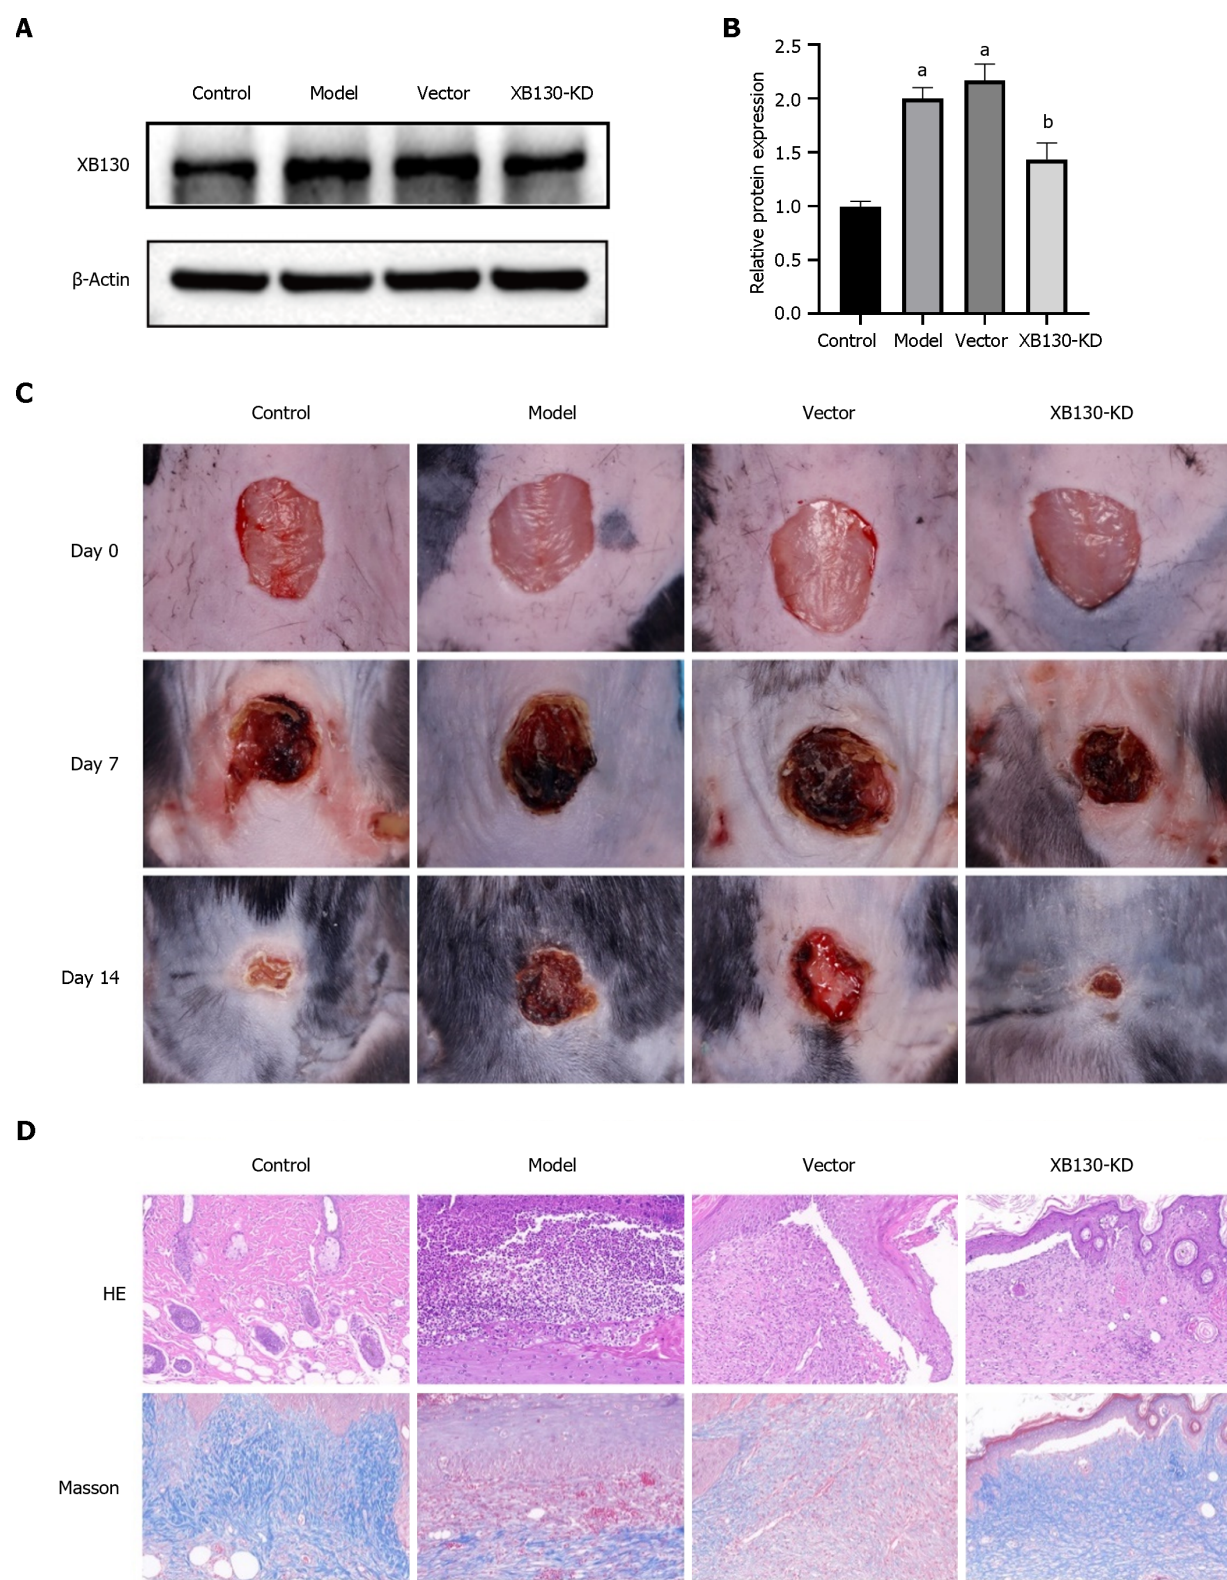 A
Control Model Vector XB130-KD
XB130
β-Actin
B
Relative protein expression
2.5
2.0
1.5
1.0
0.5
0.0
a
a
b
Control Model Vector XB130-KD
C
Control Model Vector XB130-KD
Day 0
Day 7
Day 14
D
Control Model Vector XB130-KD
HE
Masson